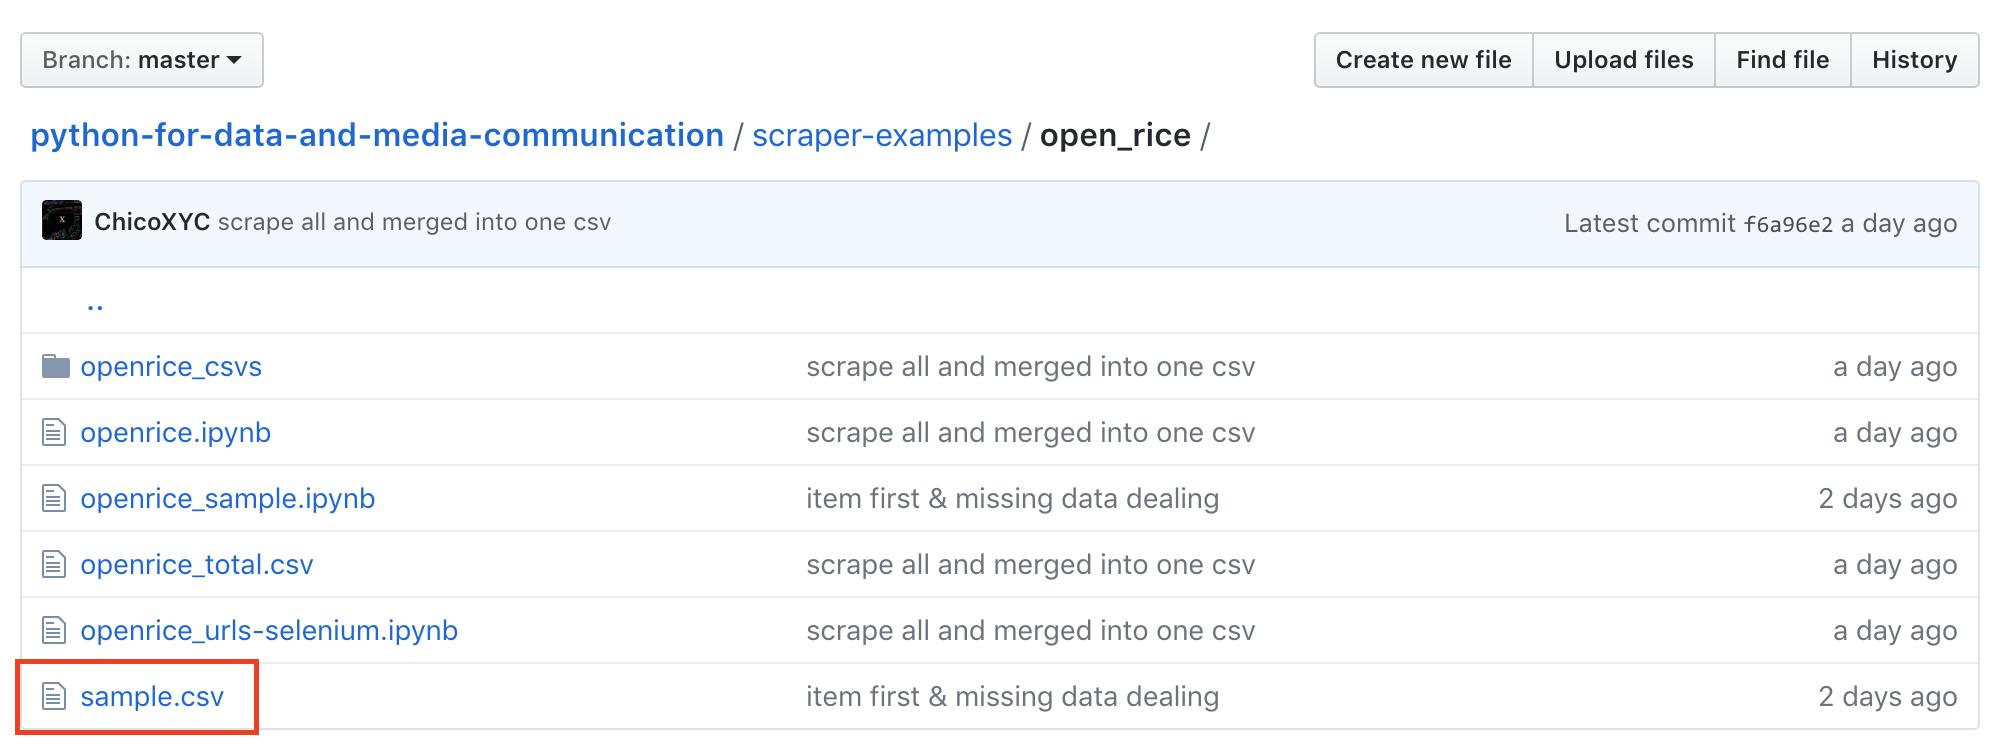 Branch: master Create new file Upload files Find file History
python-for-data-and-media-communication / scraper-examples / open_rice /
X ChicoXYC scrape all and merged into one csv Latest commit f6a96e2 a day ago
..
openrice_csvs scrape all and merged into one csv a day ago
openrice.ipynb scrape all and merged into one csv a day ago
openrice_sample.ipynb item first & missing data dealing 2 days ago
openrice_total.csv scrape all and merged into one csv a day ago
openrice_urls-selenium.ipynb scrape all and merged into one csv a day ago
sample.csv item first & missing data dealing 2 days ago